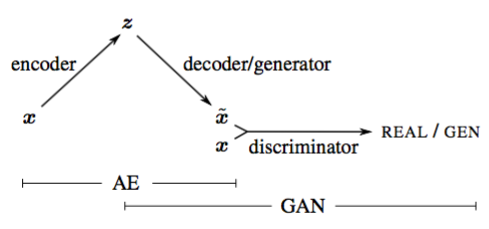 z
encoder
decoder/generator
x
x̃
x
discriminator
REAL / GEN
AE
GAN